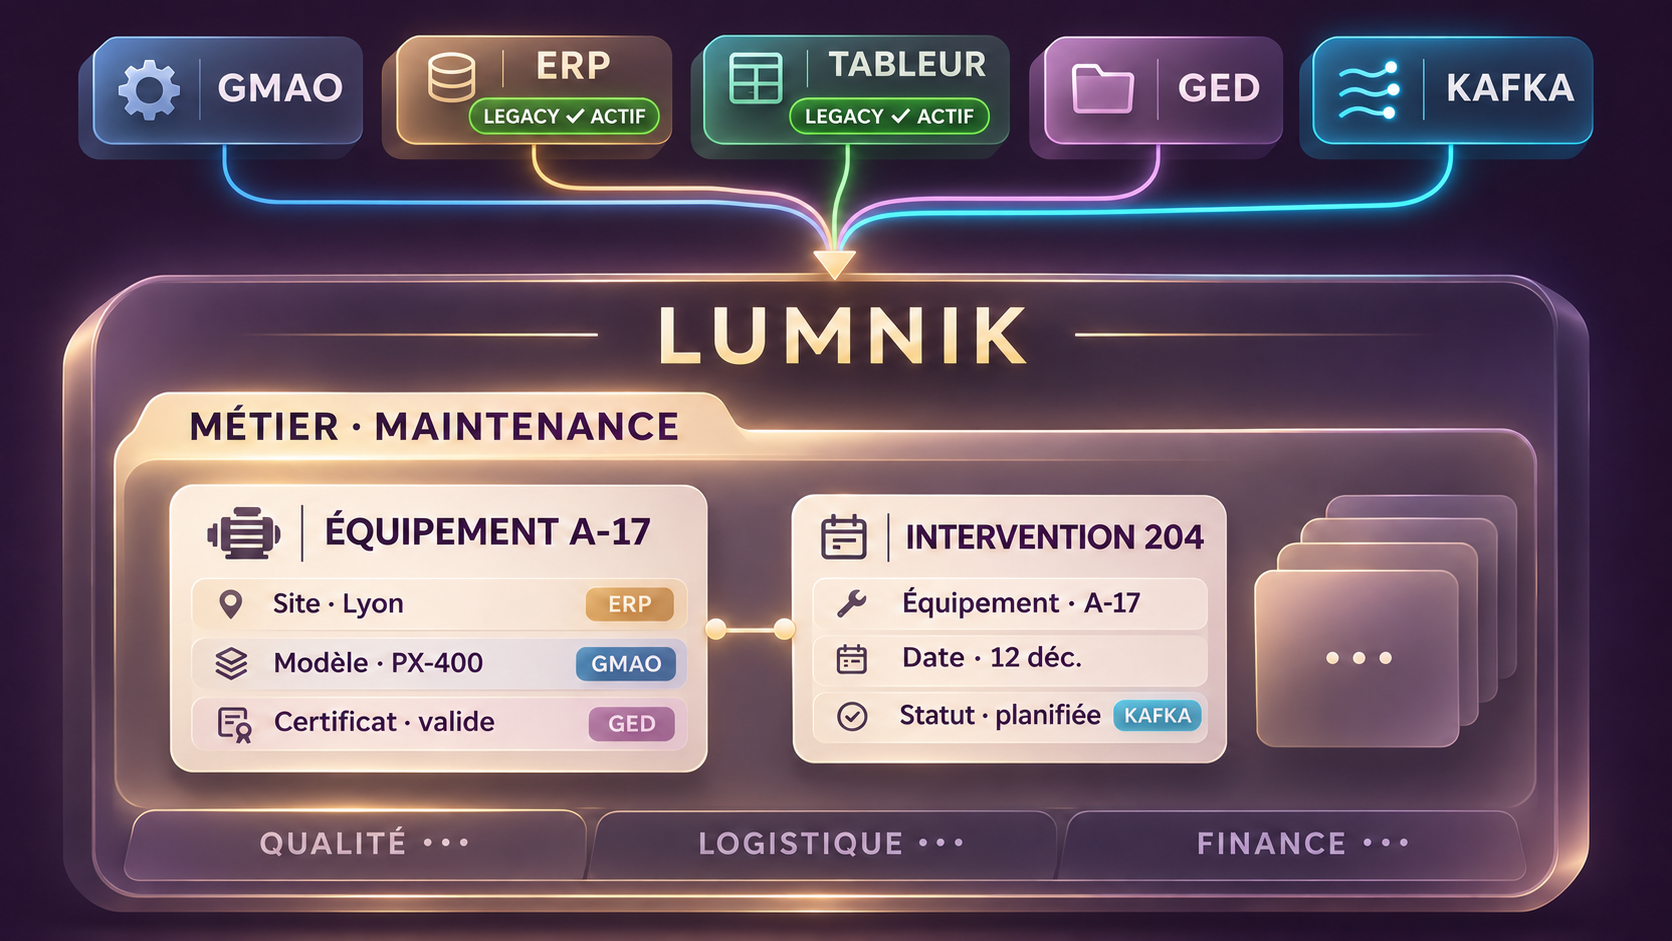 GMAO
ERP
LEGACY ✓ ACTIF
TABLEUR
LEGACY ✓ ACTIF
GED
KAFKA
LUMNIK
MÉTIER · MAINTENANCE
ÉQUIPEMENT A-17
Site · Lyon
ERP
Modèle · PX-400
GMAO
Certificat · valide
GED
INTERVENTION 204
Équipement · A-17
Date · 12 déc.
Statut · planifiée
KAFKA
•••
QUALITÉ •••
LOGISTIQUE •••
FINANCE •••